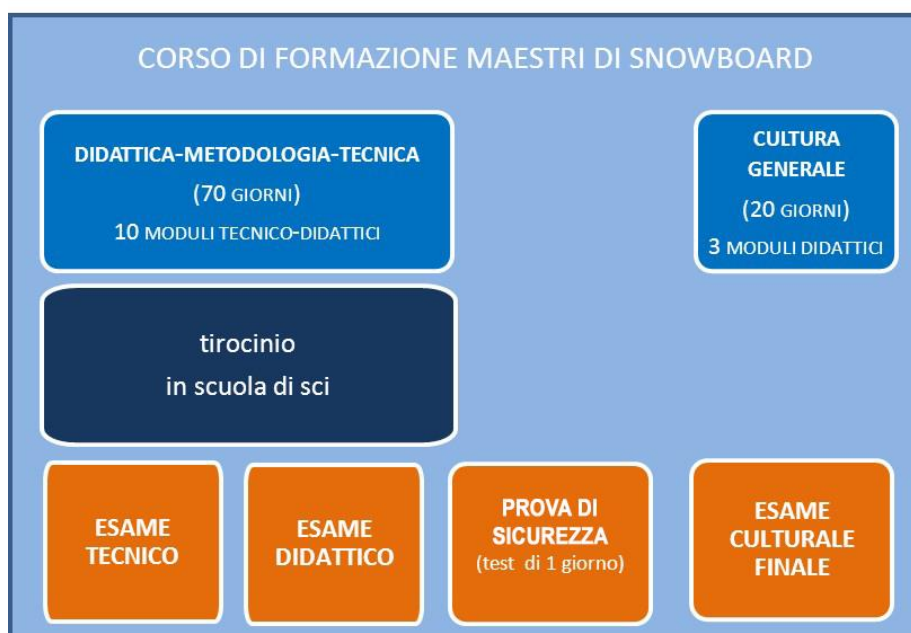 CORSO DI FORMAZIONE MAESTRI DI SNOWBOARD
DIDATTICA-METODOLOGIA-TECNICA
(70 GIORNI)
10 MODULI TECNICO-DIDATTICI
CULTURA
GENERALE
(20 GIORNI)
3 MODULI DIDATTICI
tirocinio
in scuola di sci
ESAME
TECNICO
ESAME
DIDATTICO
PROVA DI
SICUREZZA
(test di 1 giorno)
ESAME
CULTURALE
FINALE